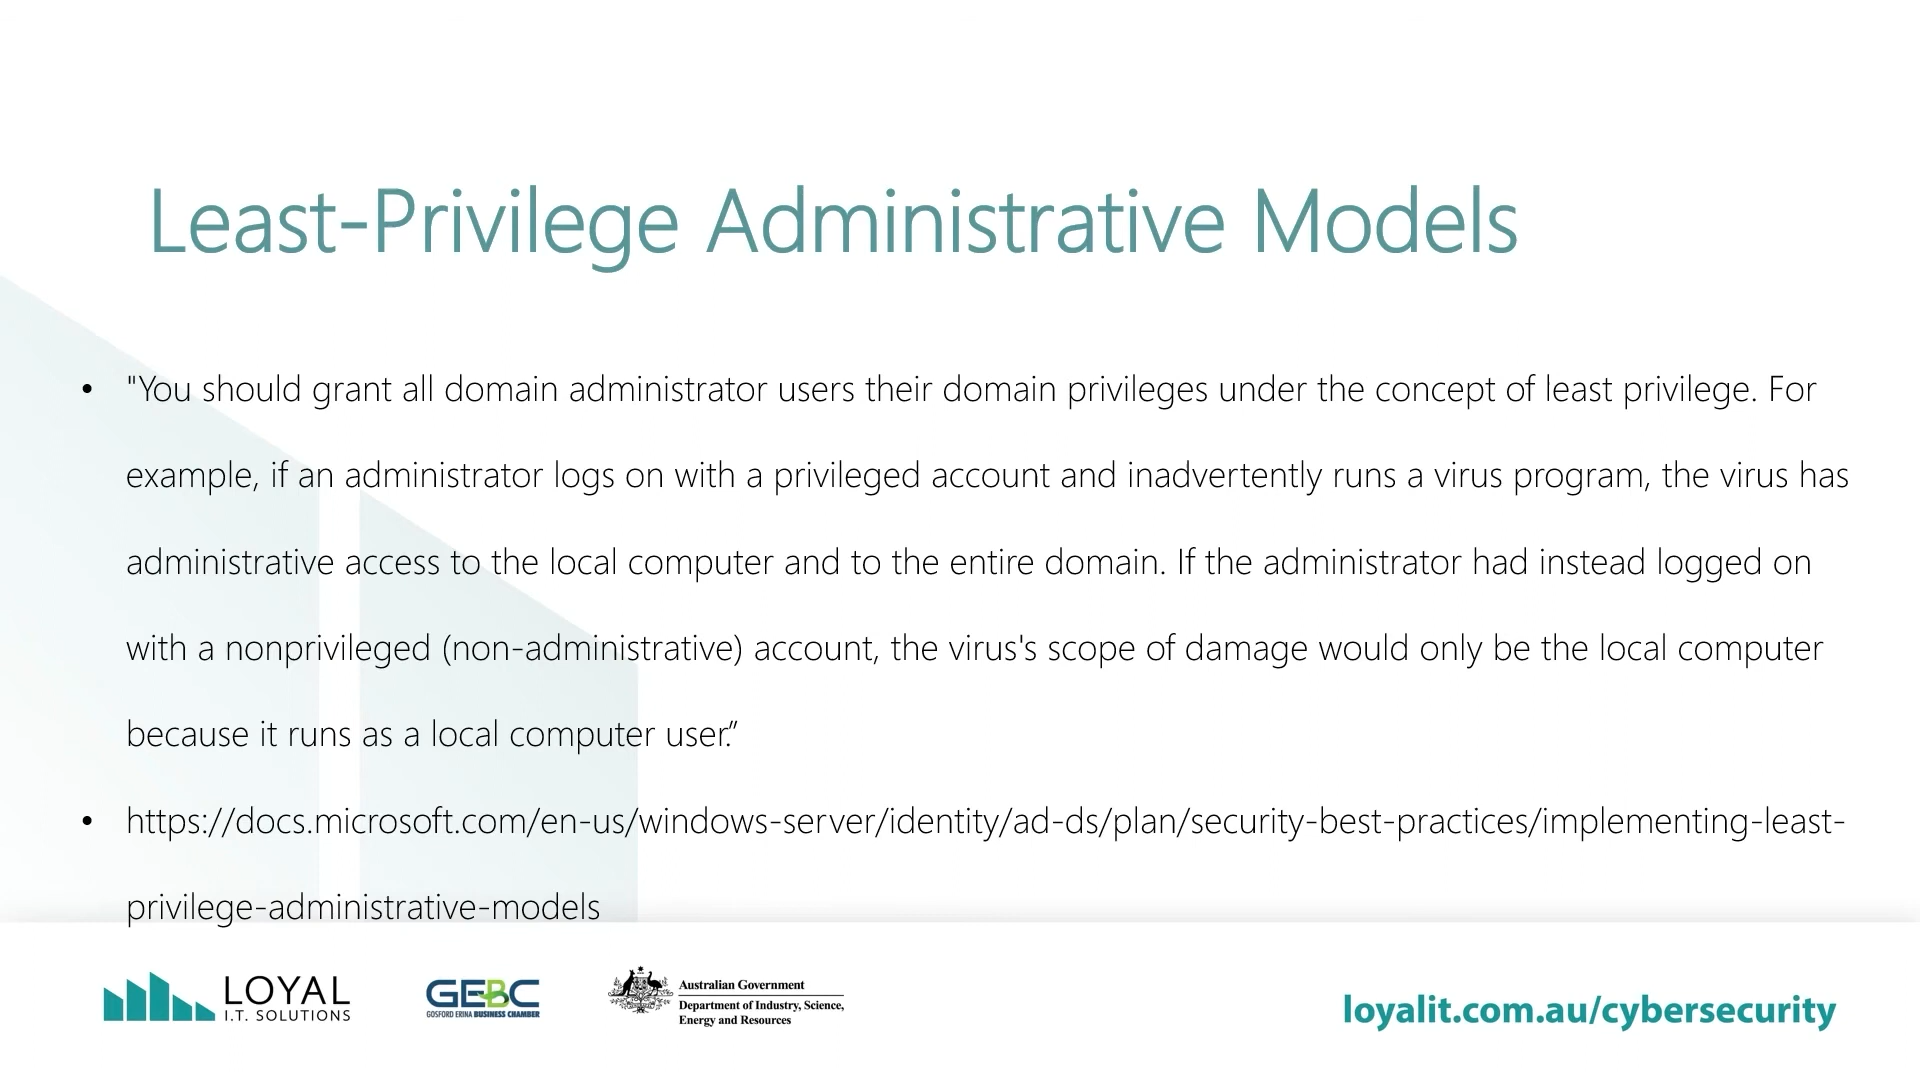 Least-Privilege Administrative Models
• "You should grant all domain administrator users their domain privileges under the concept of least privilege. For
example, if an administrator logs on with a privileged account and inadvertently runs a virus program, the virus has
administrative access to the local computer and to the entire domain. If the administrator had instead logged on
with a nonprivileged (non-administrative) account, the virus's scope of damage would only be the local computer
because it runs as a local computer user.”
• https://docs.microsoft.com/en-us/windows-server/identity/ad-ds/plan/security-best-practices/implementing-least-
privilege-administrative-models
LOYAL
I.T. SOLUTIONS
GEBC
GOSFORD ERINA BUSINESS CHAMBER
Australian Government
Department of Industry, Science,
Energy and Resources
loyalit.com.au/cybersecurity